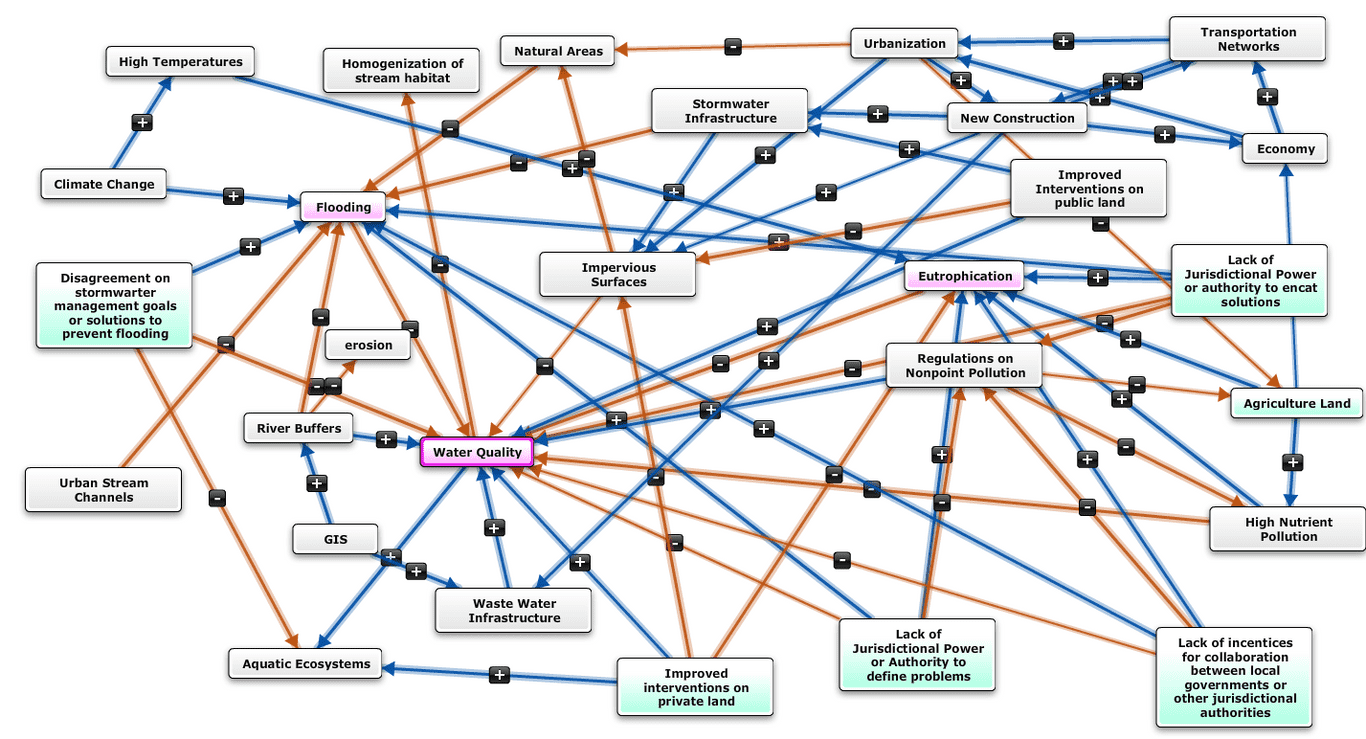 Transportation
Networks
Urbanization
Natural Areas
High Temperatures
Homogenization of
stream habitat
Stormwater
Infrastructure
New Construction
Economy
Climate Change
Improved
Interventions on
public land
Flooding
Impervious
Surfaces
Eutrophication
Lack of
Jurisdictional Power
or authority to encat
solutions
Disagreement on
stormwarter
management goals
or solutions to
prevent flooding
erosion
Regulations on
Nonpoint Pollution
Agriculture Land
River Buffers
Water Quality
Urban Stream
Channels
High Nutrient
Pollution
GIS
Waste Water
Infrastructure
Aquatic Ecosystems
Improved
interventions on
private land
Lack of
Jurisdictional Power
or Authority to
define problems
Lack of incentices
for collaboration
between local
governments or
other jurisdictional
authorities